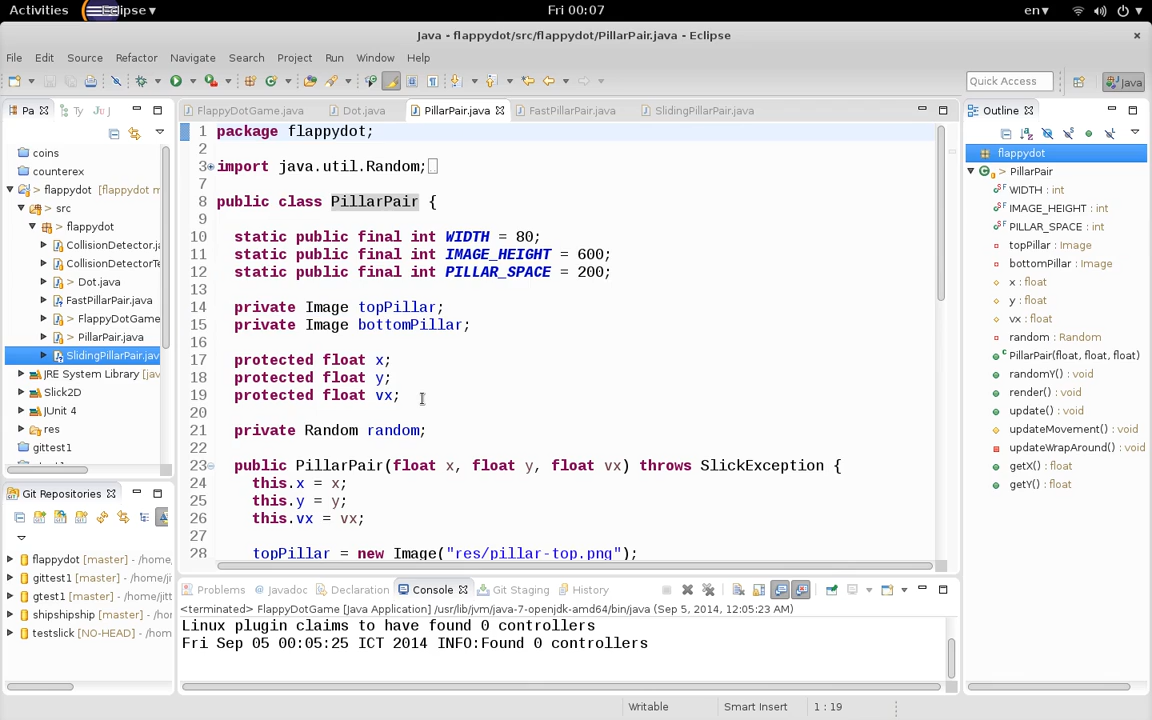 Activities Eclipse Fri 00:07 en
Java - flappydot/src/flappydot/PillarPair.java - Eclipse
File Edit Source Refactor Navigate Search Project Run Window Help
Quick Access Java
Pa Ty Ju
FlappyDotGame.java Dot.java PillarPair.java FastPillarPair.java SlidingPillarPair.java
Outline
coins
counterex
> flappydot [flappydot m
> src
> flappydot
CollisionDetector.ja
CollisionDetectorTe
> Dot.java
FastPillarPair.java
> FlappyDotGame
> PillarPair.java
SlidingPillarPair.jav
JRE System Library [jav
Slick2D
JUnit 4
res
gittest1
1 package flappydot;
2
3 import java.util.Random;
7
8 public class PillarPair {
9
10 static public final int WIDTH = 80;
11 static public final int IMAGE_HEIGHT = 600;
12 static public final int PILLAR_SPACE = 200;
13
14 private Image topPillar;
15 private Image bottomPillar;
16
17 protected float x;
18 protected float y;
19 protected float vx;
20
21 private Random random;
22
23 public PillarPair(float x, float y, float vx) throws SlickException {
24 this.x = x;
25 this.y = y;
26 this.vx = vx;
27
28 topPillar = new Image("res/pillar-top.png");
flappydot
> PillarPair
WIDTH : int
IMAGE_HEIGHT : int
PILLAR_SPACE : int
topPillar : Image
bottomPillar : Image
x : float
y : float
vx : float
random : Random
PillarPair(float, float, float)
randomY() : void
render() : void
update() : void
updateMovement() : void
updateWrapAround() : void
getX() : float
getY() : float
Git Repositories
flappydot [master] - /home,
gittest1 [master] - /home/ji
gtest1 [master] - /home/jitt
shipshipship [master] - /ho
testslick [NO-HEAD] - /hom
Problems Javadoc Declaration Console Git Staging History
<terminated> FlappyDotGame [Java Application] /usr/lib/jvm/java-7-openjdk-amd64/bin/java (Sep 5, 2014, 12:05:23 AM)
Linux plugin claims to have found 0 controllers
Fri Sep 05 00:05:25 ICT 2014 INFO:Found 0 controllers
Writable Smart Insert 1 : 19